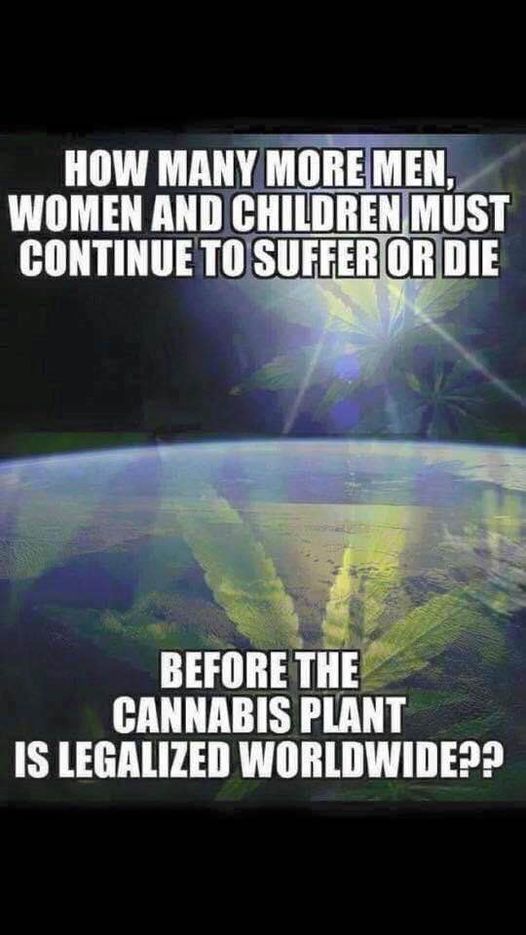 HOW MANY MORE MEN,
WOMEN AND CHILDREN MUST
CONTINUE TO SUFFER OR DIE
BEFORE THE
CANNABIS PLANT
IS LEGALIZED WORLDWIDE??